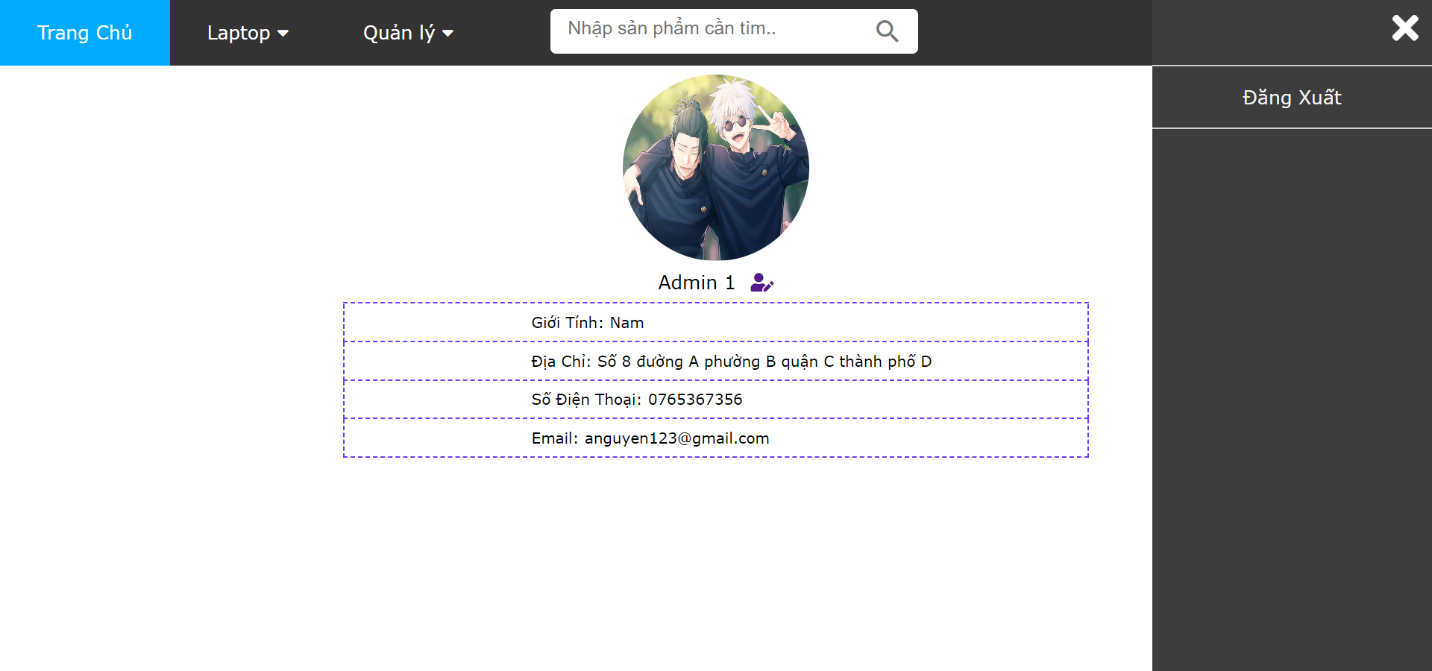 Trang Chủ Laptop Quản lý Nhập sản phẩm cần tìm..
Đăng Xuất
Admin 1
Giới Tính: Nam
Địa Chỉ: Số 8 đường A phường B quận C thành phố D
Số Điện Thoại: 0765367356
Email: anguyen123@gmail.com